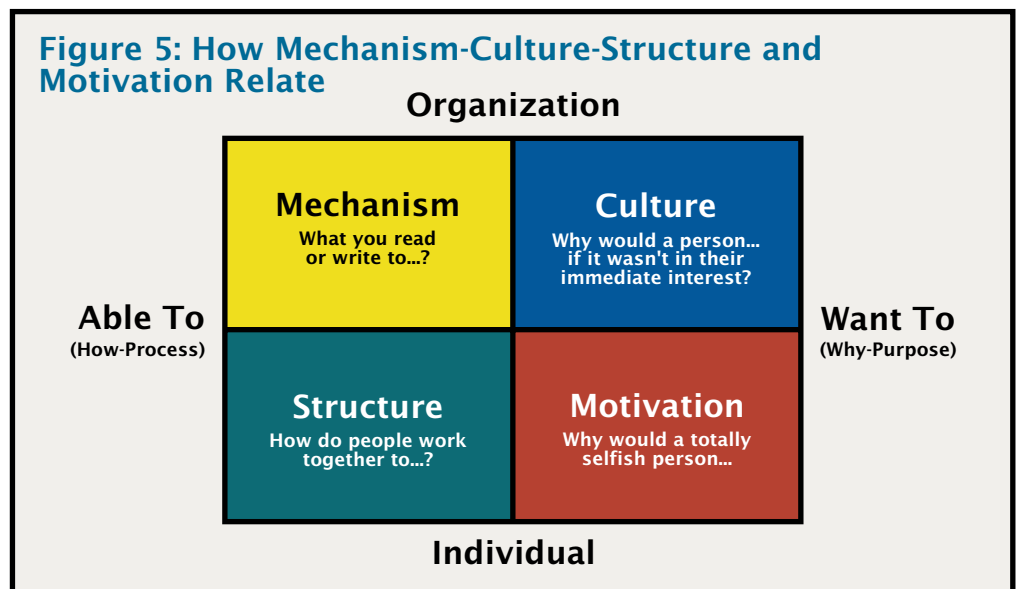 Figure 5: How Mechanism-Culture-Structure and
Motivation Relate
Organization
Mechanism
What you read
or write to...?
Culture
Why would a person...
if it wasn't in their
immediate interest?
Able To
(How-Process)
Want To
(Why-Purpose)
Structure
How do people work
together to...?
Motivation
Why would a totally
selfish person...
Individual